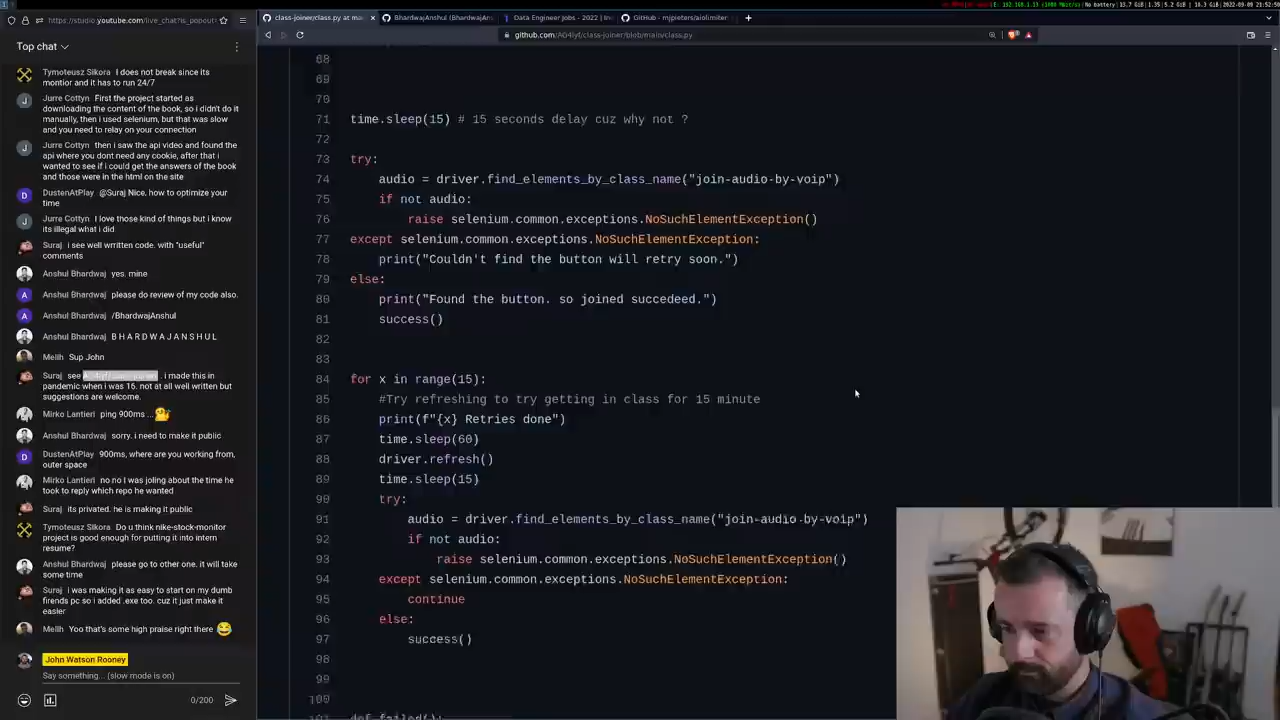 https://studio.youtube.com/live_chat?is_popout=
class-joiner/class.py at ma
BhardwajAnshul (BhardwajAns
Data Engineer Jobs - 2022 | In
GitHub - mjpieters/aiolimiter
github.com/A04lyf/class-joiner/blob/main/class.py
Top chat
Tymoteusz Sikora I does not break since its
montior and it has to run 24/7
Jurre Cottyn First the project started as
downloading the content of the book, so i didn't do it
manually, then i used selenium, but that was slow
and you need to relay on your connection
Jurre Cottyn then i saw the api video and found the
api where you dont need any cookie, after that i
wanted to see if i could get the answers of the book
and those were in the html on the site
DustenAtPlay @Suraj Nice, how to optimize your
time
Jurre Cottyn I love those kind of things but i know
its illegal what i did
Suraj i see well wrritten code. with "useful"
comments
Anshul Bhardwaj yes. mine
Anshul Bhardwaj please do review of my code also.
Anshul Bhardwaj /BhardwajAnshul
Anshul Bhardwaj B H A R D W A J A N S H U L
Melih Sup John
Suraj see . i made this in
pandemic when i was 16. not at all well written but
suggestions are welcome.
Mirko Lantieri ping 900ms ...
Anshul Bhardwaj sorry. i need to make it public
DustenAtPlay 900ms, where are you working from,
outer space
Mirko Lantieri no no I was joling about the time he
took to reply which repo he wanted
Suraj its privated. he is making it public
Tymoteusz Sikora Do u think nike-stock-monitor
project is good enough for putting it into intern
resume?
Anshul Bhardwaj please go to other one. it will take
some time
Suraj i was making it as easy to start on my dumb
firends pc so i added .exe too. cuz it just make it
easier
Melih Yoo that's some high praise right there
John Watson Rooney
Say something... (slow mode is on)
0/200
68
69
70
71 time.sleep(15) # 15 seconds delay cuz why not ?
72
73 try:
74 audio = driver.find_elements_by_class_name("join-audio-by-voip")
75 if not audio:
76 raise selenium.common.exceptions.NoSuchElementException()
77 except selenium.common.exceptions.NoSuchElementException:
78 print("Couldn't find the button will retry soon.")
79 else:
80 print("Found the button. so joined succedeed.")
81 success()
82
83
84 for x in range(15):
85 #Try refreshing to try getting in class for 15 minute
86 print(f"{x} Retries done")
87 time.sleep(60)
88 driver.refresh()
89 time.sleep(15)
90 try:
91 audio = driver.find_elements_by_class_name("join-audio-by-voip")
92 if not audio:
93 raise selenium.common.exceptions.NoSuchElementException()
94 except selenium.common.exceptions.NoSuchElementException:
95 continue
96 else:
97 success()
98
99
100
def failed():